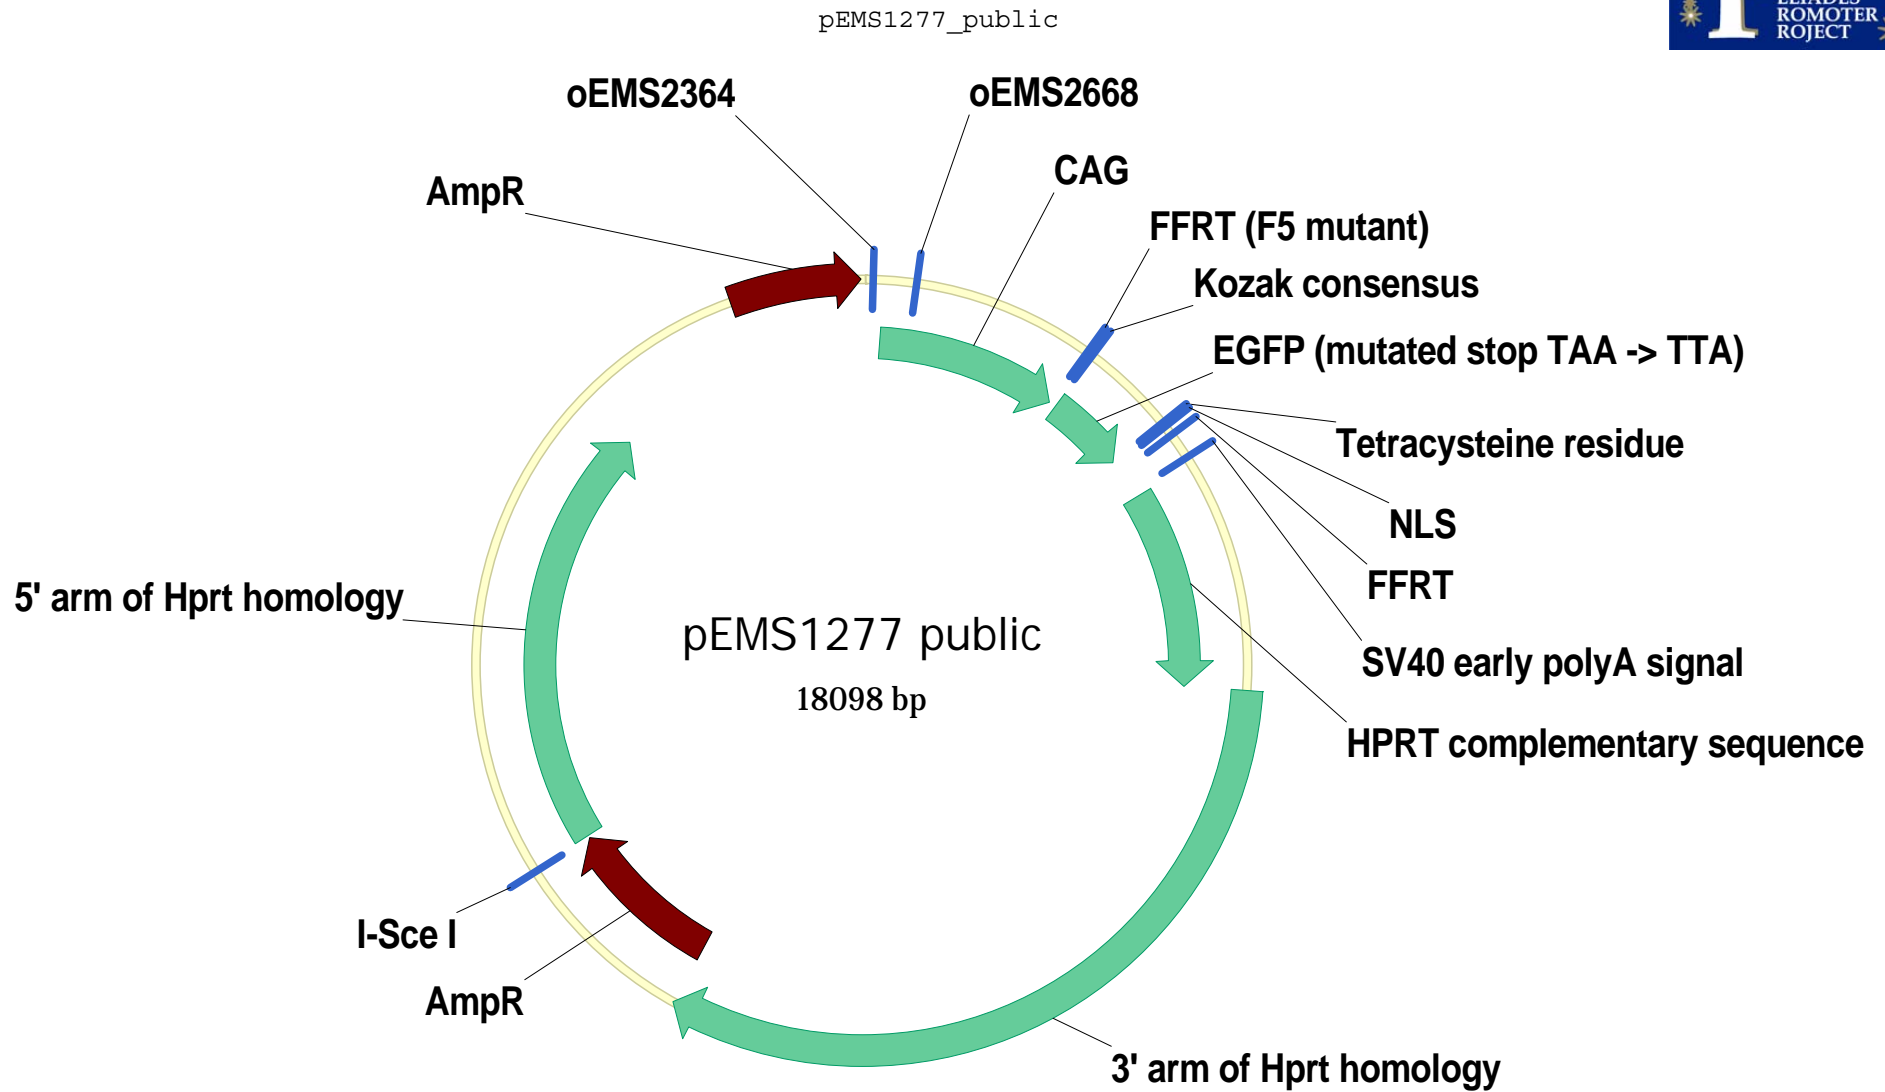 pEMS1277_public
ROMOTER
ROJECT
oEMS2364
oEMS2668
CAG
AmpR
FFRT (F5 mutant)
Kozak consensus
EGFP (mutated stop TAA -> TTA)
Tetracysteine residue
NLS
FFRT
5' arm of Hprt homology
pEMS1277 public
SV40 early polyA signal
18098 bp
HPRT complementary sequence
I-Sce I
AmpR
3' arm of Hprt homology